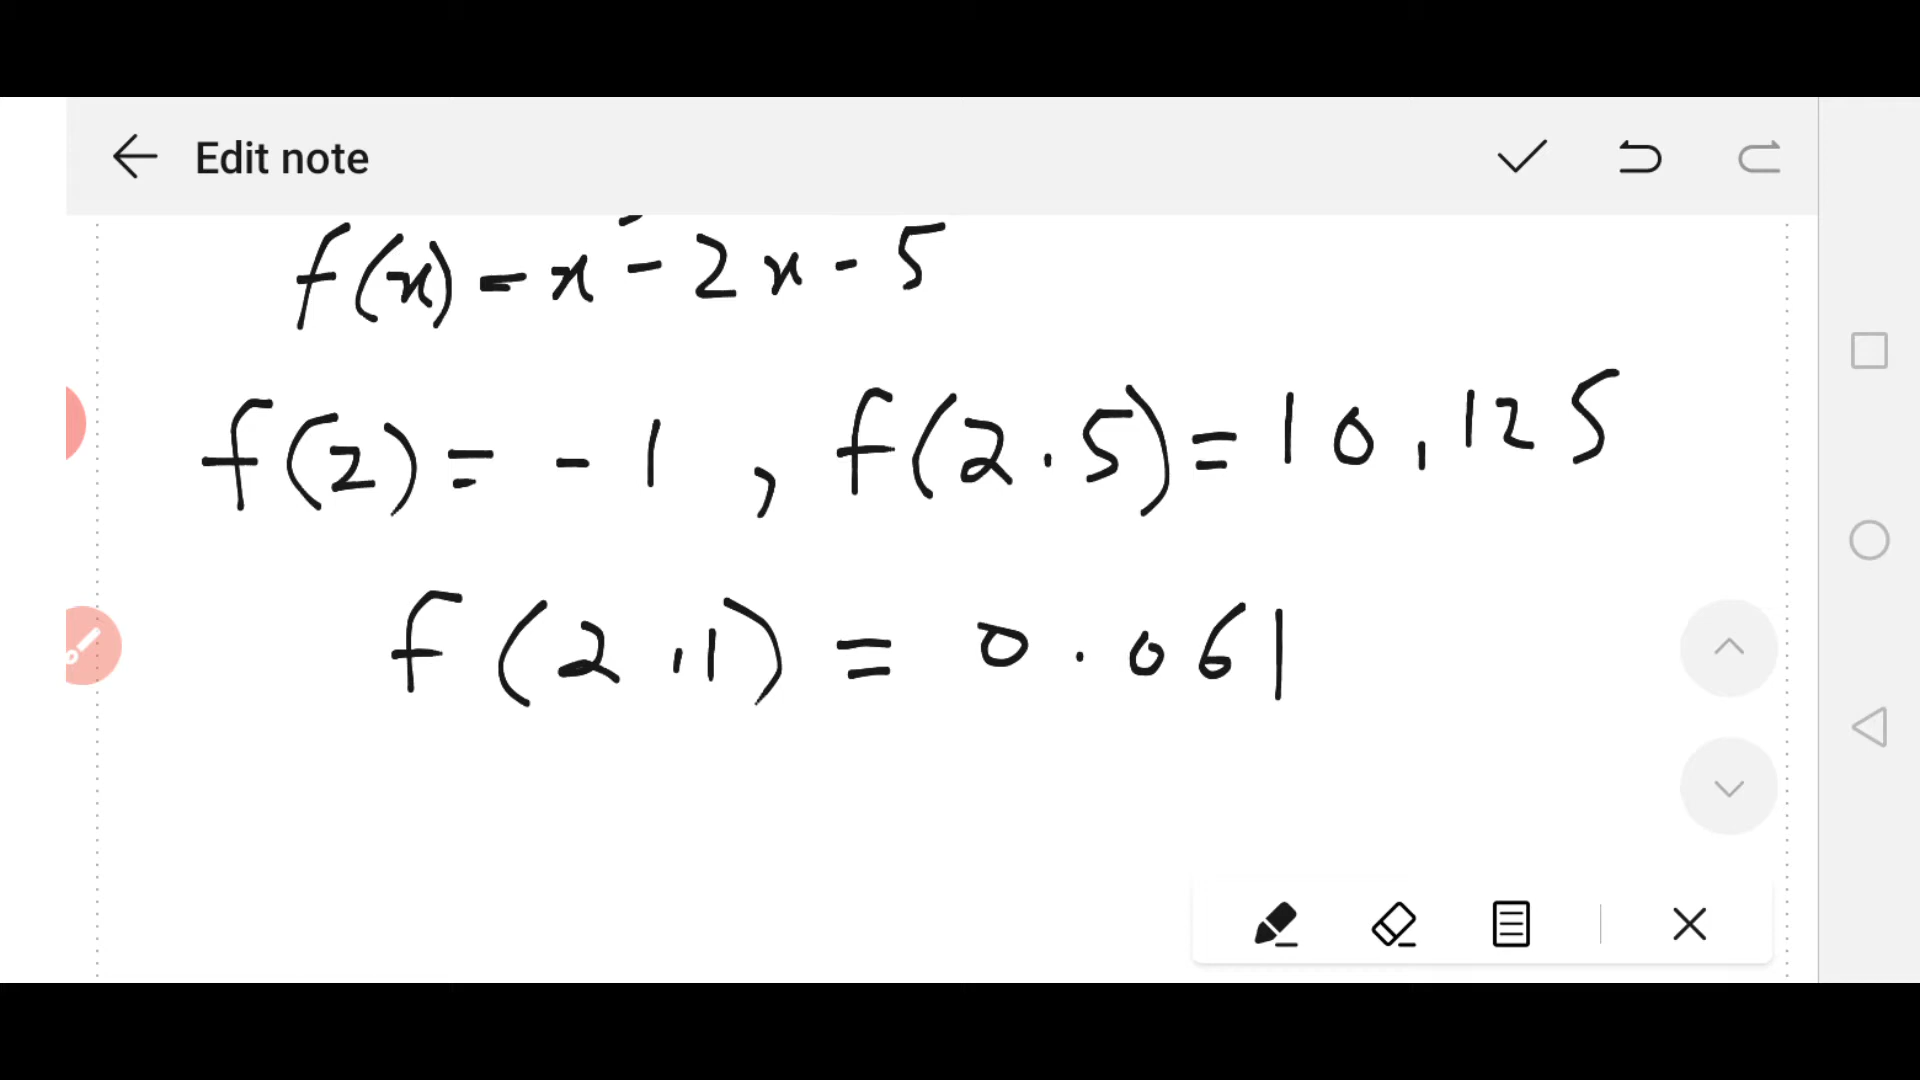 Edit note
f(x) = x - 2x - 5
f(2) = - 1 , f(2.5) = 10,125
f(2.1) = 0.061